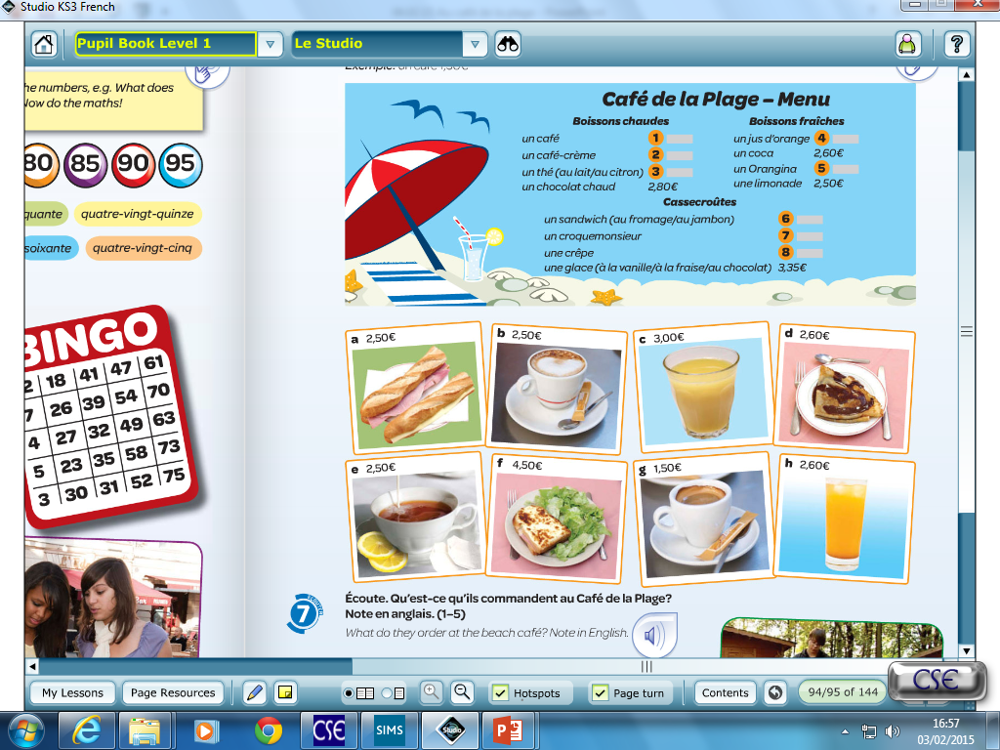 Studio KS3 French
Pupil Book Level 1
Le Studio
?
he numbers, e.g. What does
Now do the maths!
80 85 90 95
quante
quatre-vingt-quinze
soixante
quatre-vingt-cinq
BINGO
2 18 41 47 61
7 26 39 54 70
4 27 32 49 63
5 23 35 58 73
3 30 31 52 75
Exemple: un café 1,50€
Café de la Plage – Menu
Boissons chaudes
un café 1
un café-crème 2
un thé (au lait/au citron) 3
un chocolat chaud 2,80€
Boissons fraîches
un jus d'orange 4
un coca 2,60€
un Orangina 5
une limonade 2,50€
Cassecroûtes
un sandwich (au fromage/au jambon) 6
un croquemonsieur 7
une crêpe 8
une glace (à la vanille/à la fraise/au chocolat) 3,35€
a 2,50€
b 2,50€
c 3,00€
d 2,60€
e 2,50€
f 4,50€
g 1,50€
h 2,60€
ÉCOUTER
7
Écoute. Qu'est-ce qu'ils commandent au Café de la Plage?
Note en anglais. (1–5)
What do they order at the beach café? Note in English.
My Lessons
Page Resources
Hotspots
Page turn
Contents
94/95 of 144
CSE
CSE
SIMS
Studio
16:57
03/02/2015